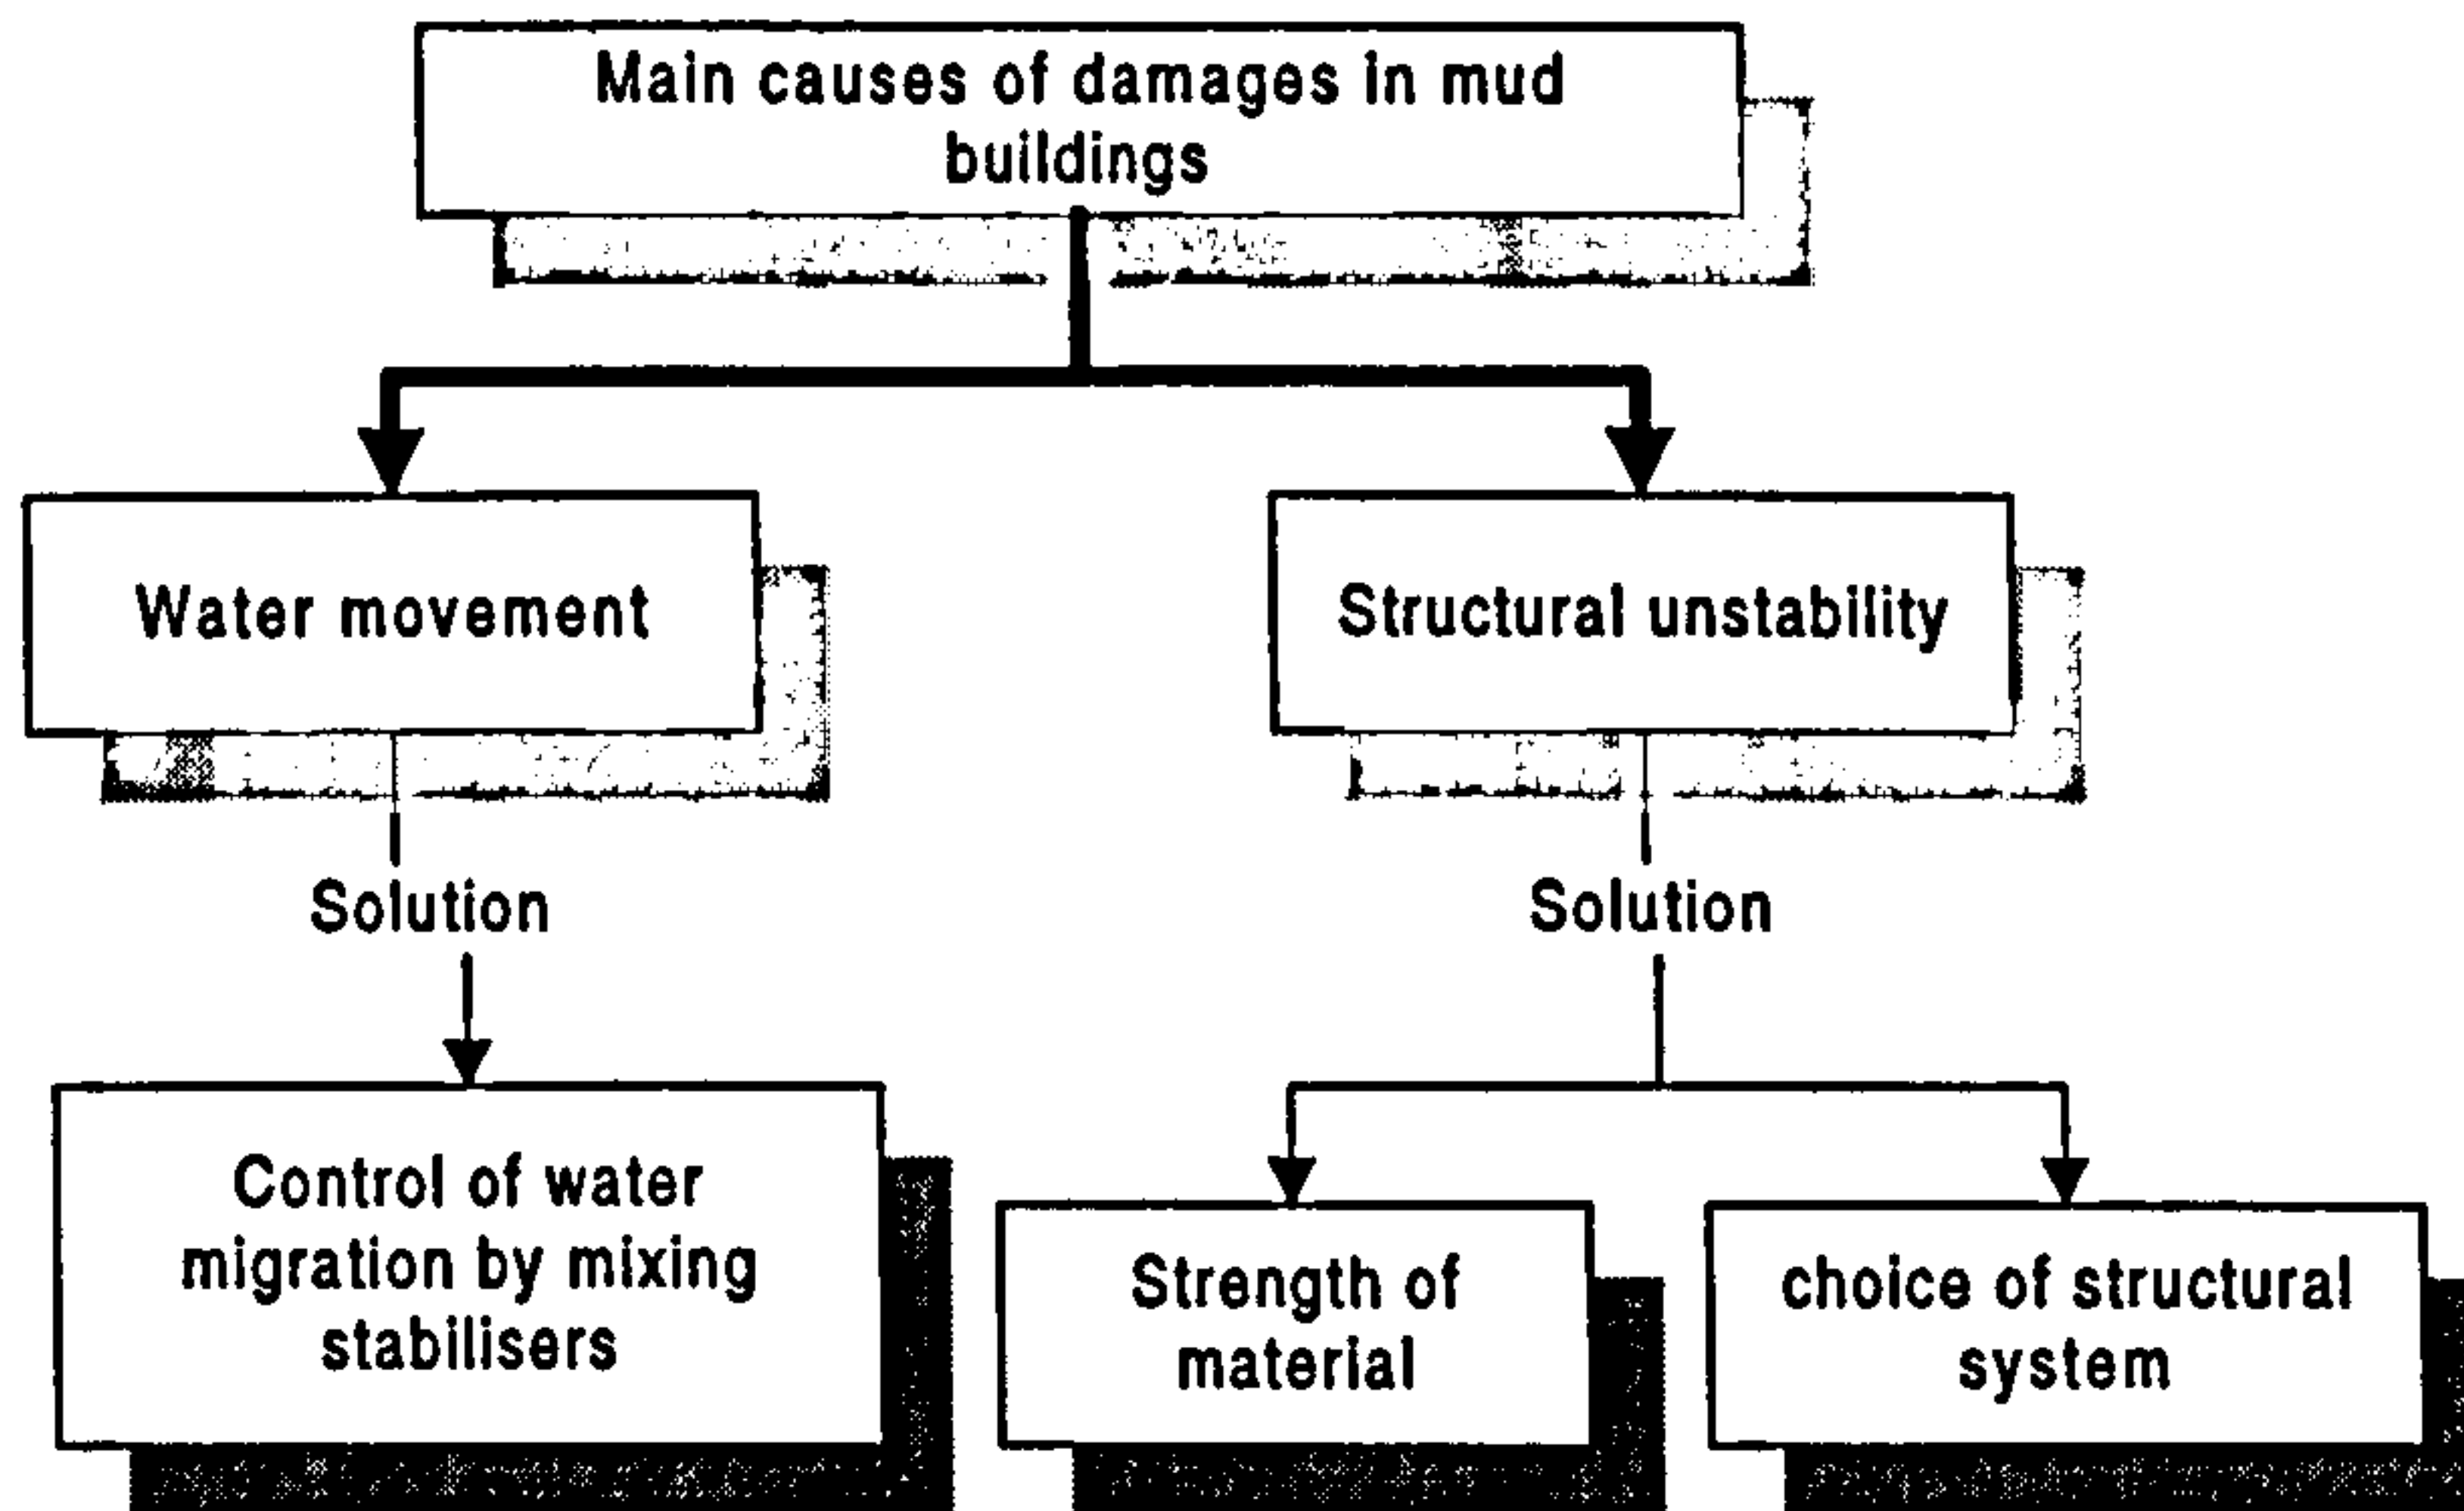 Main causes of damages in mud
buildings
Water movement
Structural unstability
Solution
Solution
Control of water
migration by mixing
stabilisers
Strength of
material
choice of structural
system